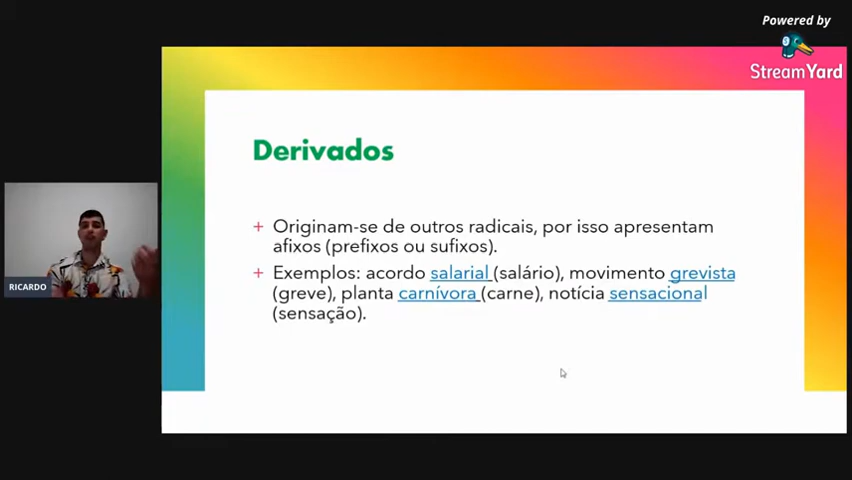 Powered by
StreamYard
Derivados
+ Originam-se de outros radicais, por isso apresentam
afixos (prefixos ou sufixos).
+ Exemplos: acordo salarial (salário), movimento grevista
(greve), planta carnívora (carne), notícia sensacional
(sensação).
RICARDO